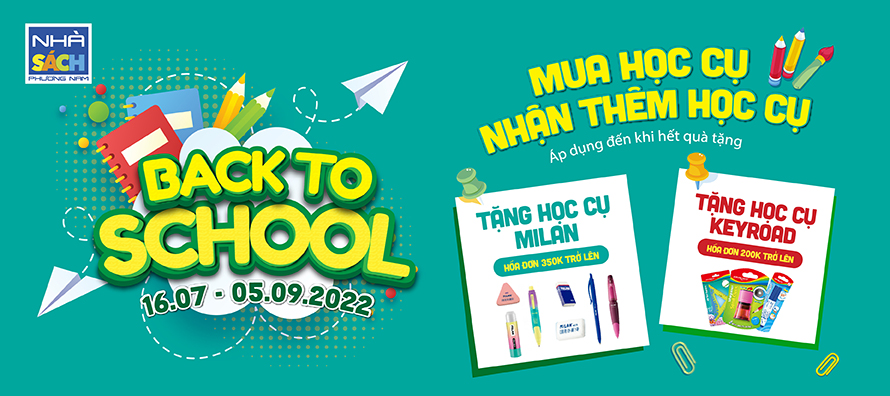 NHÀ
SÁCH
PHƯƠNG NAM
BACK TO
SCHOOL
16.07 - 05.09.2022
MUA HỌC CỤ
NHẬN THÊM HỌC CỤ
Áp dụng đến khi hết quà tặng
TẶNG HỌC CỤ
MILAN
HÓA ĐƠN 350K TRỞ LÊN
MILAN
TẶNG HỌC CỤ
KEYROAD
HÓA ĐƠN 200K TRỞ LÊN